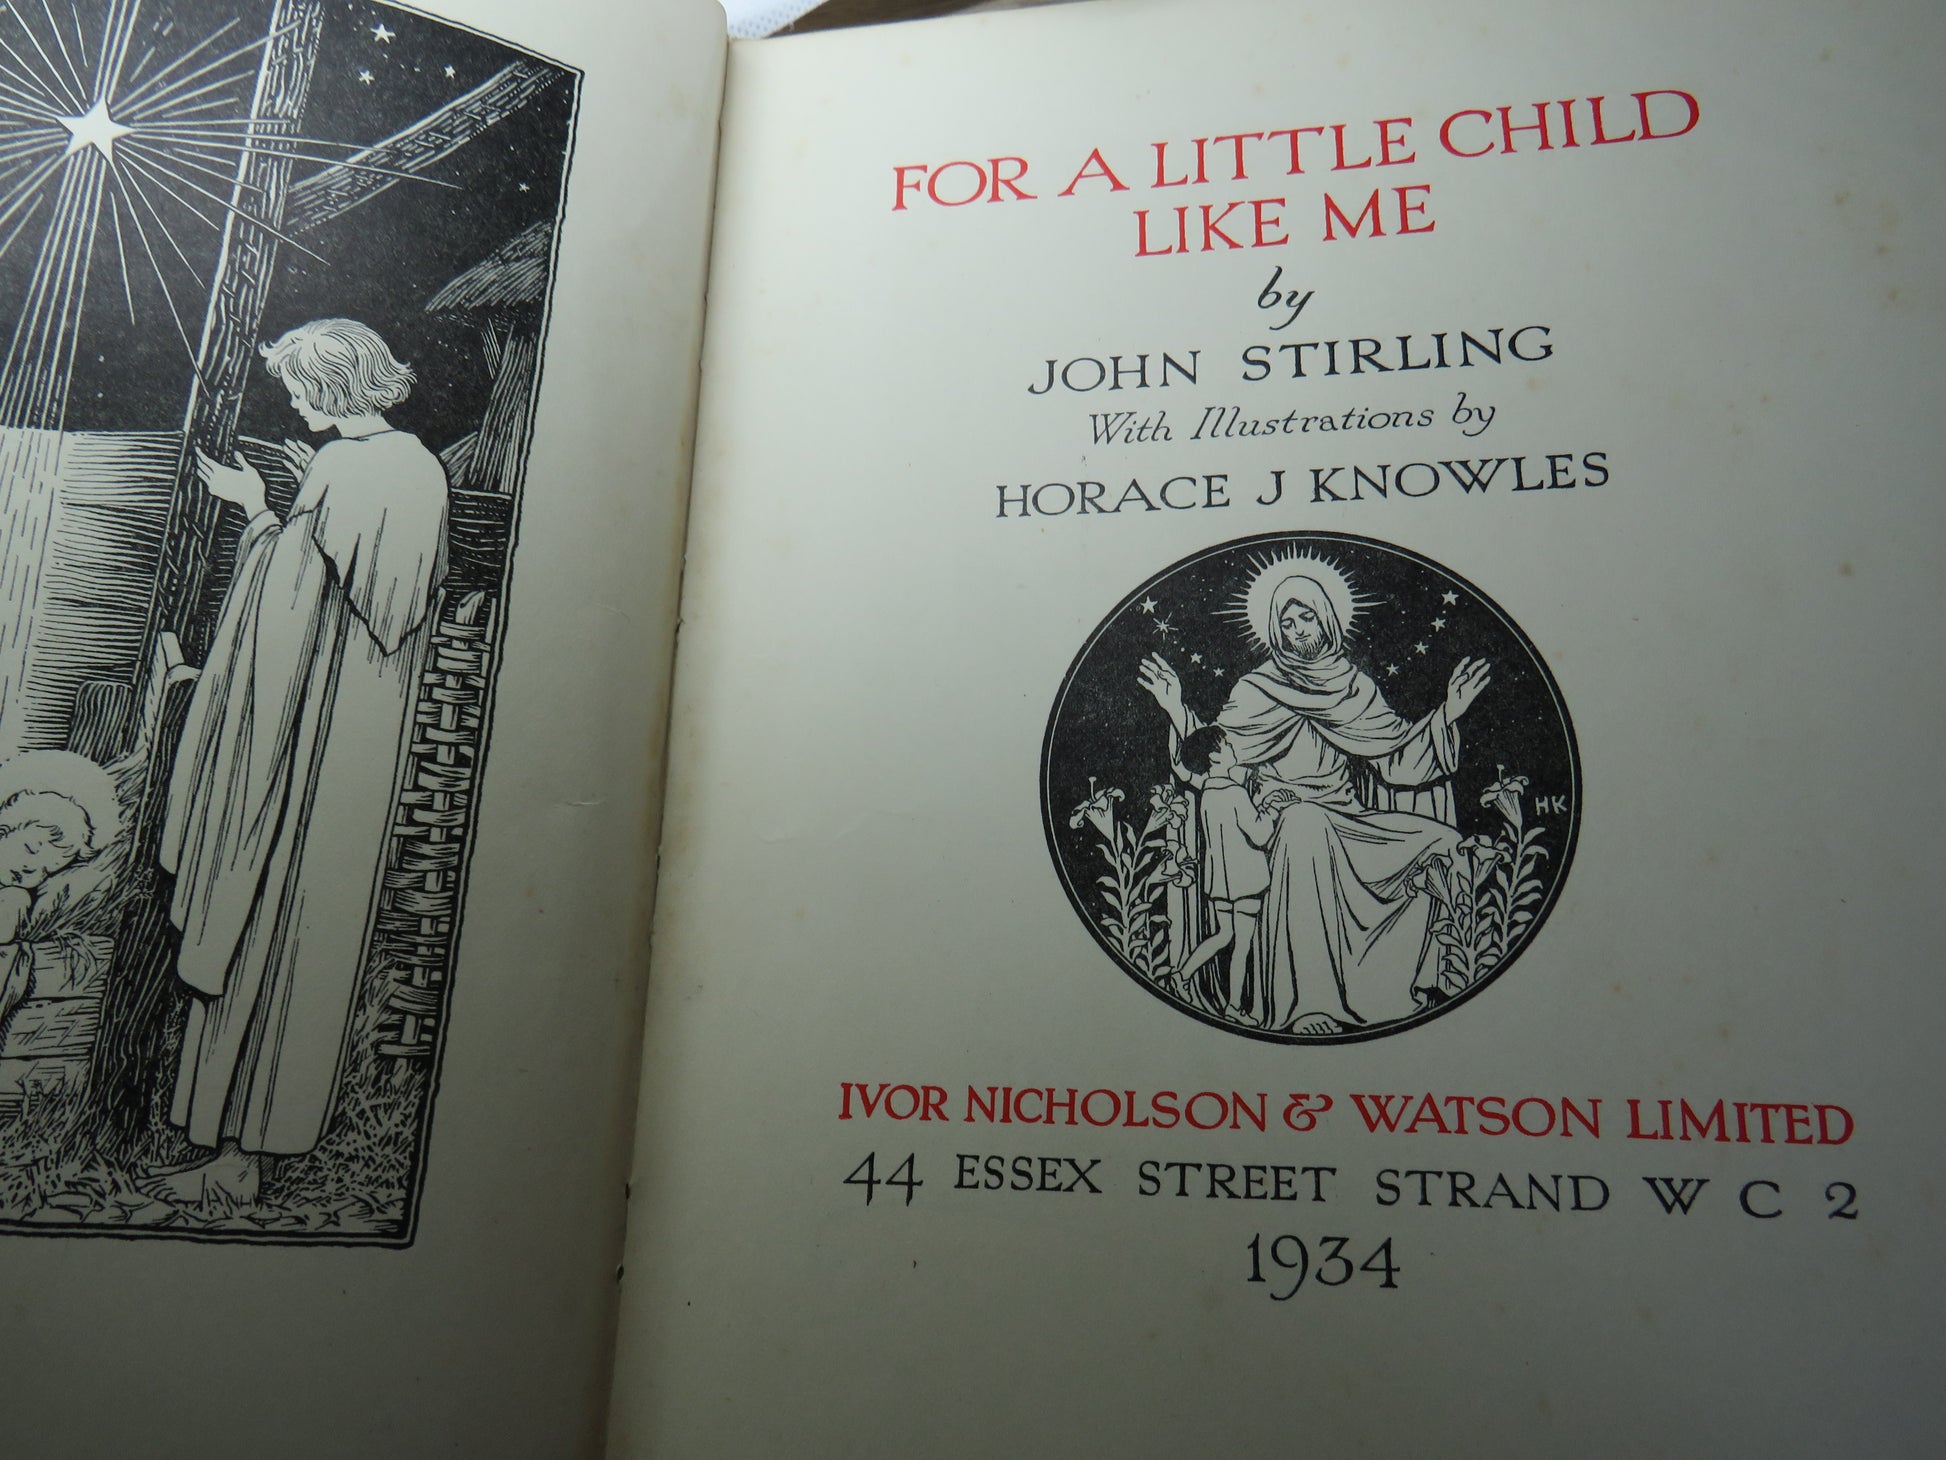 FOR A LITTLE CHILD
LIKE ME
by
JOHN STIRLING
With Illustrations by
HORACE J KNOWLES
HK
IVOR NICHOLSON & WATSON LIMITED
44 ESSEX STREET STRAND W C 2
1934